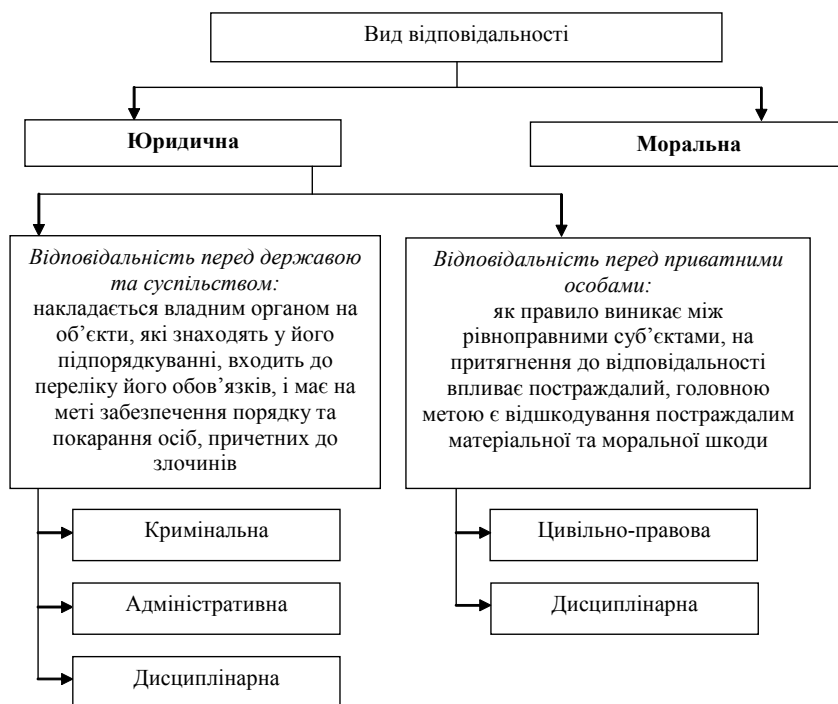 Вид відповідальності
Юридична
Моральна
Відповідальність перед державою
та суспільством:
накладається владним органом на
об’єкти, які знаходять у його
підпорядкуванні, входить до
переліку його обов’язків, і має на
меті забезпечення порядку та
покарання осіб, причетних до
злочинів
Відповідальність перед приватними
особами:
як правило виникає між
рівноправними суб’єктами, на
притягнення до відповідальності
впливає постраждалий, головною
метою є відшкодування постраждалим
матеріальної та моральної шкоди
Кримінальна
Адміністративна
Дисциплінарна
Цивільно-правова
Дисциплінарна